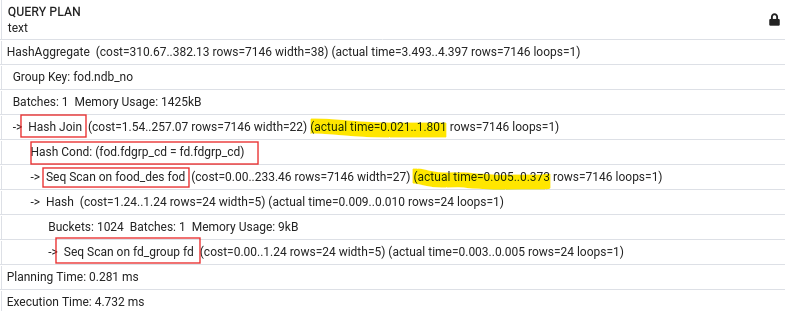 QUERY PLAN
text
HashAggregate (cost=310.67..382.13 rows=7146 width=38) (actual time=3.493..4.397 rows=7146 loops=1)
Group Key: fod.ndb_no
Batches: 1 Memory Usage: 1425kB
-> Hash Join (cost=1.54..257.07 rows=7146 width=22) (actual time=0.021..1.801 rows=7146 loops=1)
Hash Cond: (fod.fdgrp_cd = fd.fdgrp_cd)
-> Seq Scan on food_des fod (cost=0.00..233.46 rows=7146 width=27) (actual time=0.005..0.373 rows=7146 loops=1)
-> Hash (cost=1.24..1.24 rows=24 width=5) (actual time=0.009..0.010 rows=24 loops=1)
Buckets: 1024 Batches: 1 Memory Usage: 9kB
-> Seq Scan on fd_group fd (cost=0.00..1.24 rows=24 width=5) (actual time=0.003..0.005 rows=24 loops=1)
Planning Time: 0.281 ms
Execution Time: 4.732 ms